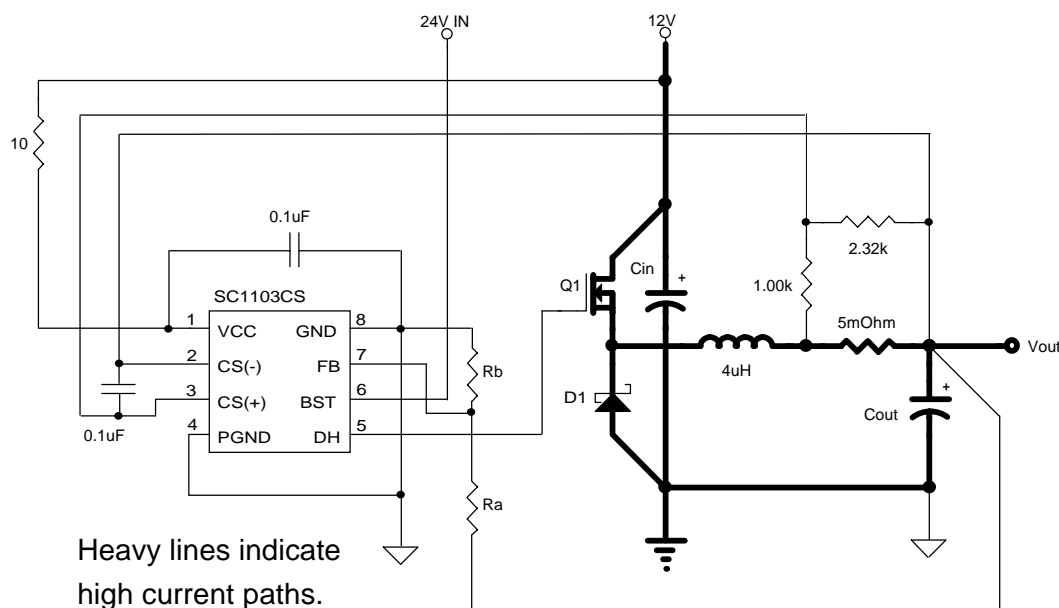 24V IN
12V
10
0.1uF
2.32k
Q1
Cin
+
1.00k
SC1103CS
1
VCC
GND
8
5mOhm
Vout
2
CS(-)
FB
7
Rb
4uH
3
CS(+)
BST
6
D1
+
Cout
0.1uF
4
PGND
DH
5
Ra
Heavy lines indicate
high current paths.